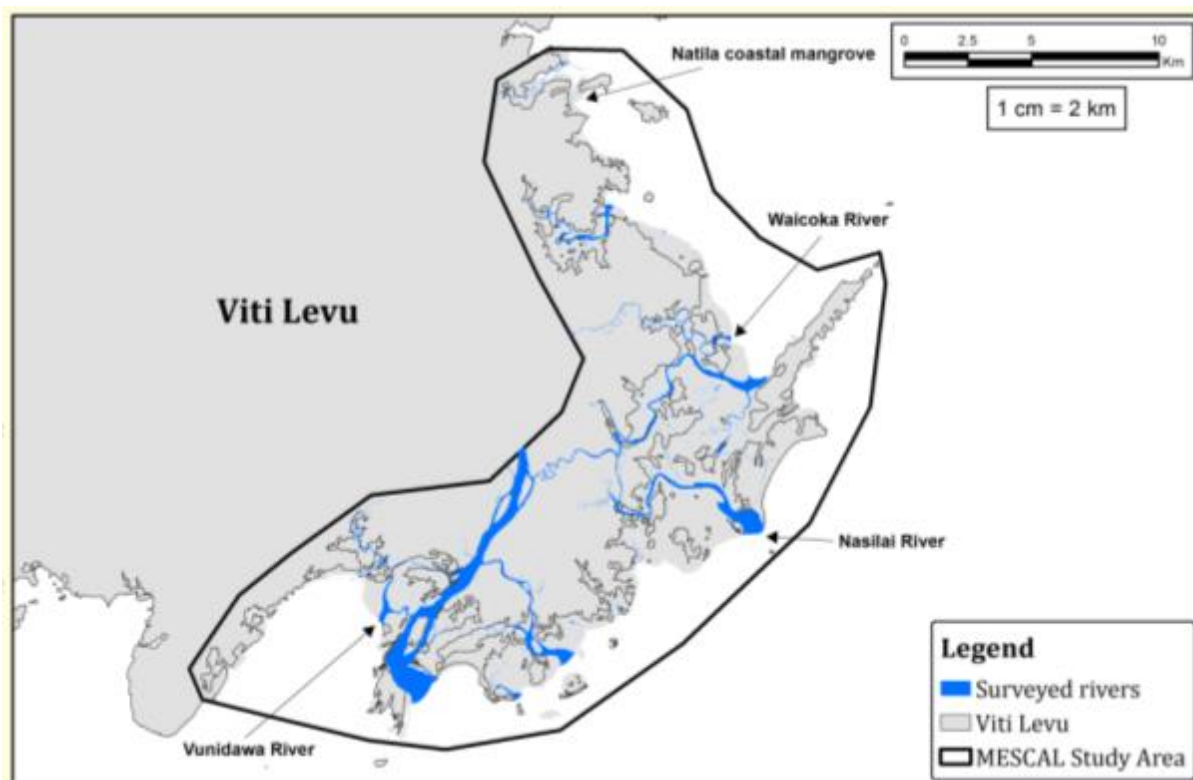 Natila coastal mangrove
0 2.5 5 10
Km
1 cm = 2 km
Waicoka River
Viti Levu
Nasilai River
Vunidawa River
Legend
Surveyed rivers
Viti Levu
MESCAL Study Area